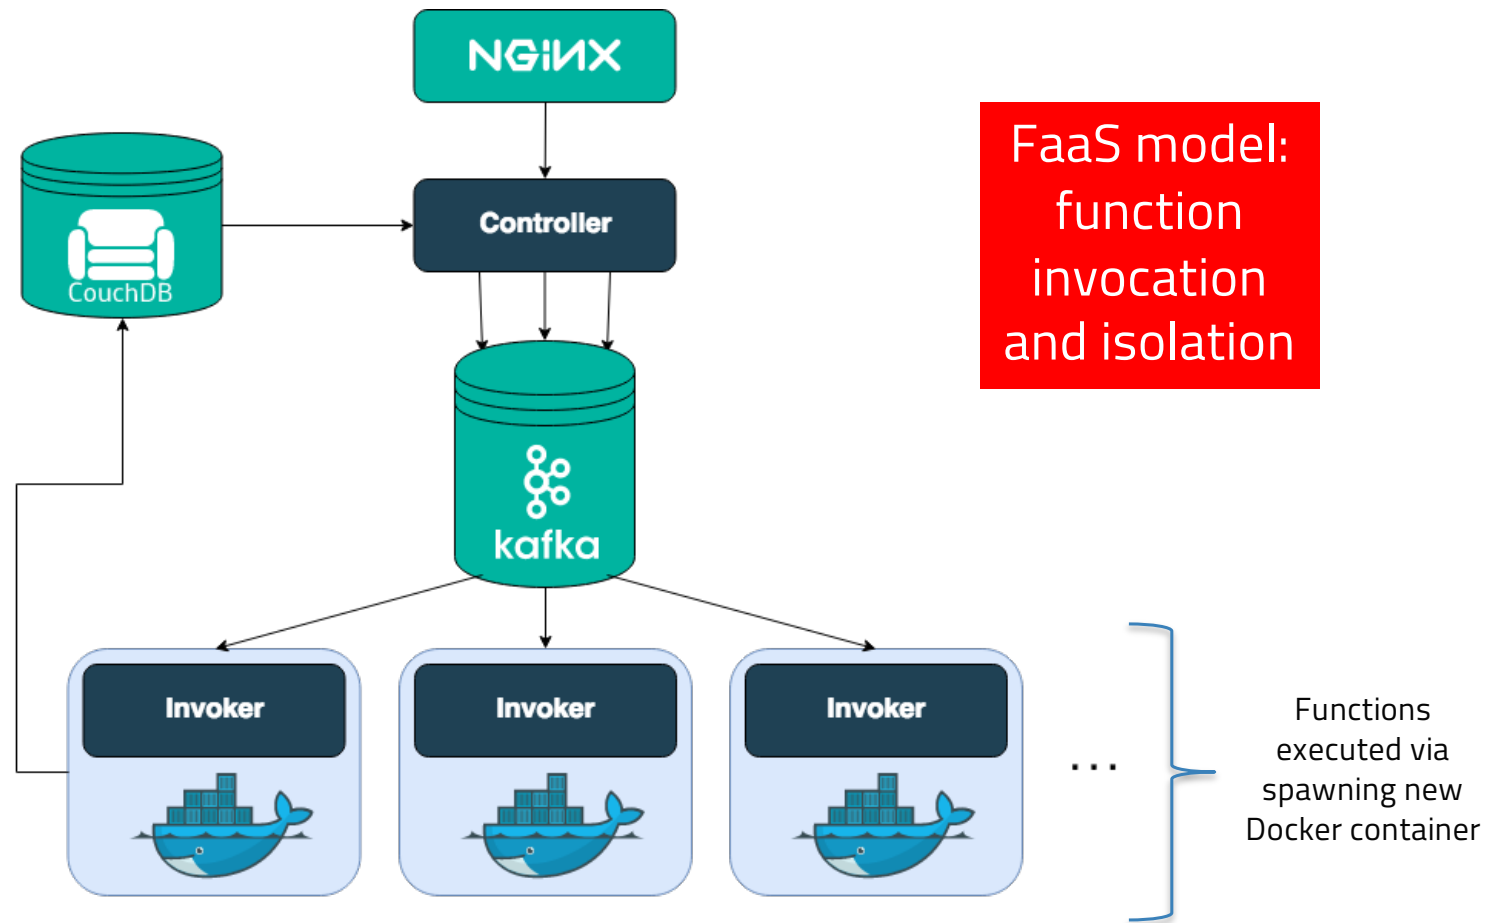 NGiNX
FaaS model:
function
invocation
and isolation
Controller
CouchDB
kafka
Invoker
Invoker
Invoker
...
Functions
executed via
spawning new
Docker container